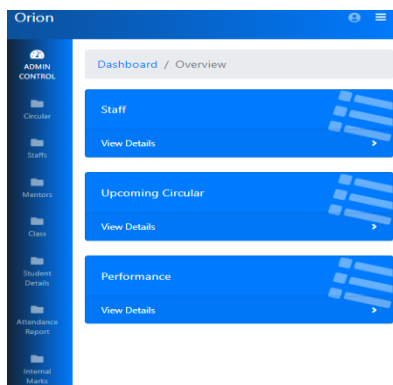 Orion
ADMIN
CONTROL
Circular
Staffs
Mentors
Class
Student
Details
Attendance
Report
Internal
Marks
Dashboard / Overview
Staff
View Details
Upcoming Circular
View Details
Performance
View Details